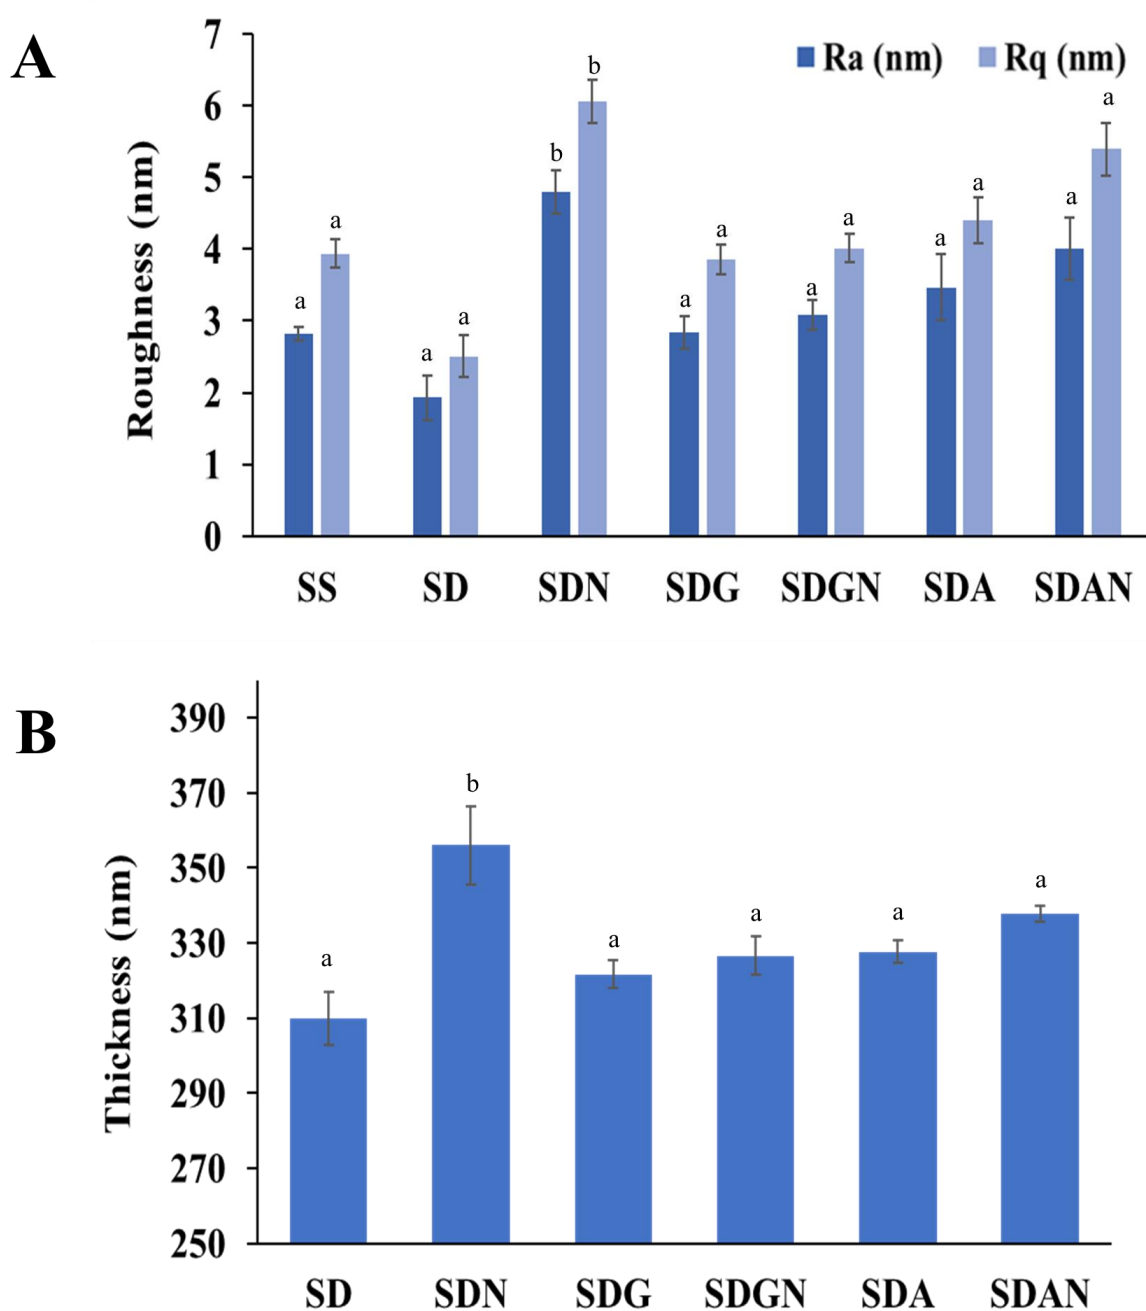 A
Ra (nm) Rq (nm)
Roughness (nm)
7
6
5
4
3
2
1
0
a a a a b b a a a a a a a a
SS SD SDN SDG SDGN SDA SDAN
B
Thickness (nm)
390
370
350
330
310
290
270
250
a b a a a a
SD SDN SDG SDGN SDA SDAN